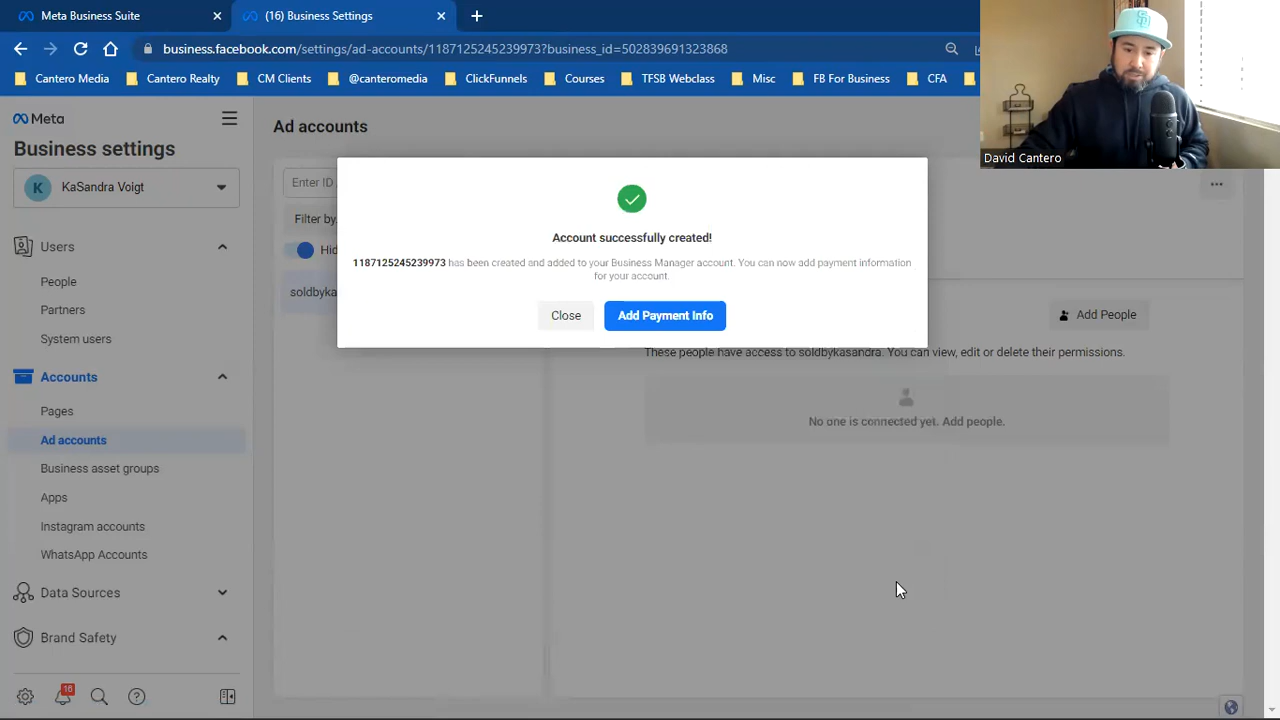 Meta Business Suite
(16) Business Settings
business.facebook.com/settings/ad-accounts/1187125245239973?business_id=502839691323868
Cantero Media
Cantero Realty
CM Clients
@canteromedia
ClickFunnels
Courses
TFSB Webclass
Misc
FB For Business
CFA
David Cantero
Meta
Business settings
K
KaSandra Voigt
Users
People
Partners
System users
Accounts
Pages
Ad accounts
Business asset groups
Apps
Instagram accounts
WhatsApp Accounts
Data Sources
Brand Safety
16
Ad accounts
Enter ID
Filter by.
Hid
soldbyka
Account successfully created!
1187125245239973 has been created and added to your Business Manager account. You can now add payment information
for your account.
Close
Add Payment Info
Add People
These people have access to soldbykasandra. You can view, edit or delete their permissions.
No one is connected yet. Add people.